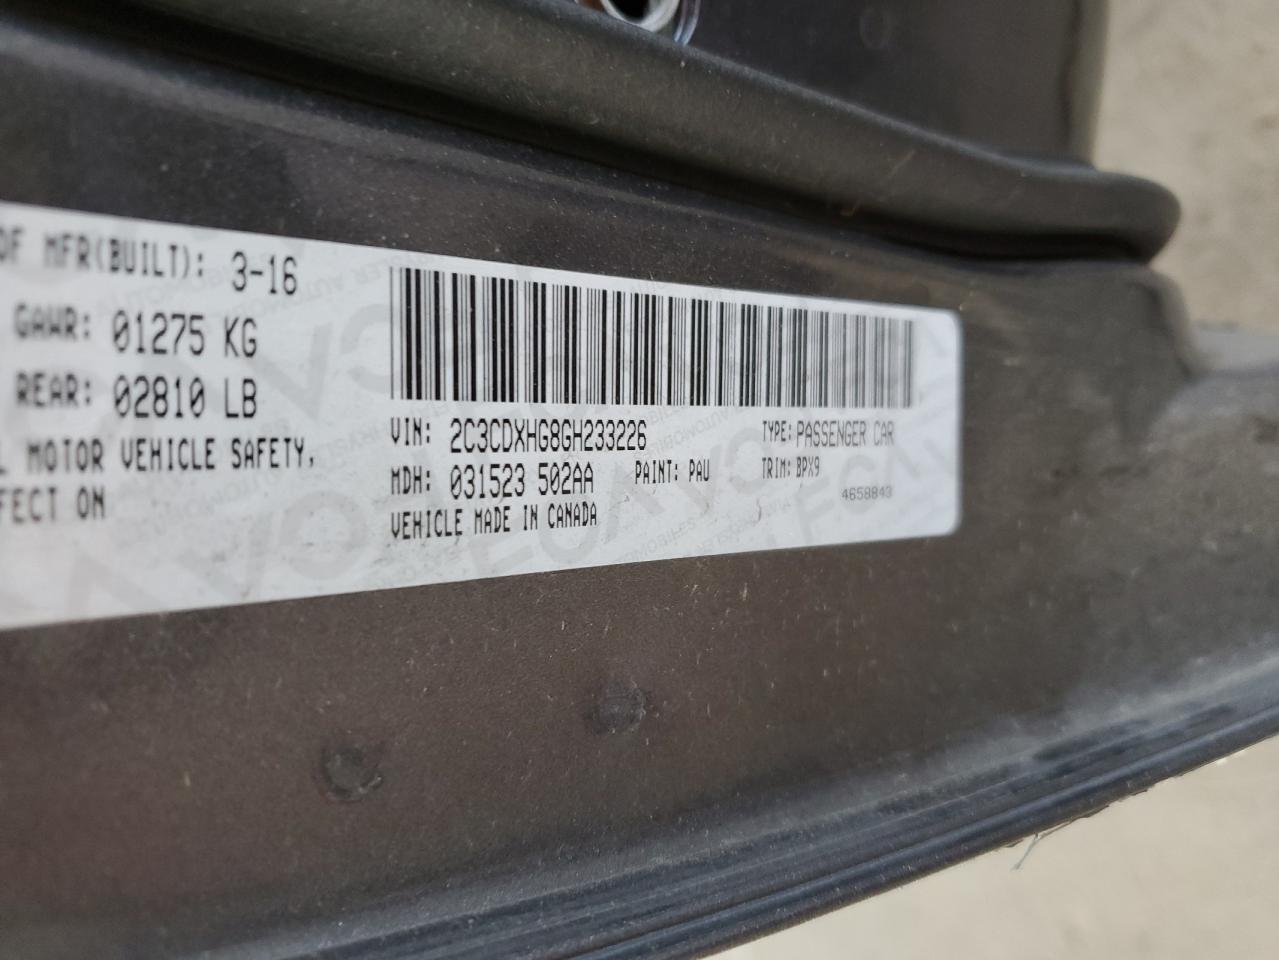 OF MFR(BUILT): 3-16
GAWR: 01275 KG
REAR: 02810 LB
L MOTOR VEHICLE SAFETY,
FECT ON
VIN: 2C3CDXHG8GH233226 TYPE: PASSENGER CAR
MDH: 031523 502AA PAINT: PAU TRIM: BPX9
VEHICLE MADE IN CANADA 4658843